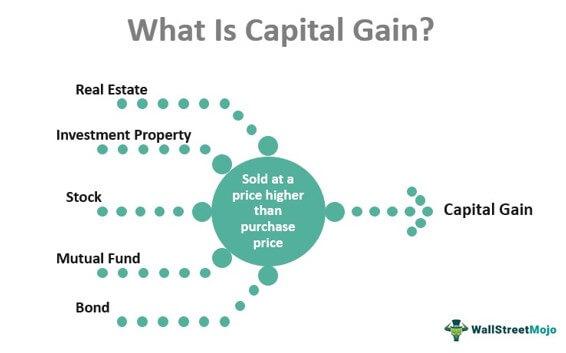 What Is Capital Gain?
Real Estate
Investment Property
Stock
Mutual Fund
Bond
Sold at a
price higher
than
purchase
price
Capital Gain
WallStreetMojo